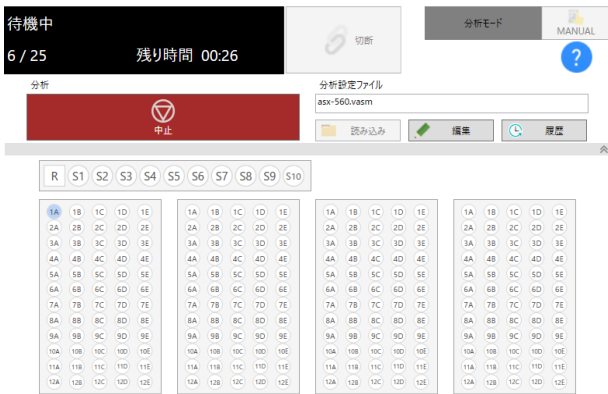 待機中
6 / 25 残り時間 00:26
切断
分析モード
MANUAL
?
分析
中止
分析設定ファイル
asx-560.vasm
読み込み 編集 履歴
R S1 S2 S3 S4 S5 S6 S7 S8 S9 S10
1A 1B 1C 1D 1E 1A 1B 1C 1D 1E 1A 1B 1C 1D 1E 1A 1B 1C 1D 1E
2A 2B 2C 2D 2E 2A 2B 2C 2D 2E 2A 2B 2C 2D 2E 2A 2B 2C 2D 2E
3A 3B 3C 3D 3E 3A 3B 3C 3D 3E 3A 3B 3C 3D 3E 3A 3B 3C 3D 3E
4A 4B 4C 4D 4E 4A 4B 4C 4D 4E 4A 4B 4C 4D 4E 4A 4B 4C 4D 4E
5A 5B 5C 5D 5E 5A 5B 5C 5D 5E 5A 5B 5C 5D 5E 5A 5B 5C 5D 5E
6A 6B 6C 6D 6E 6A 6B 6C 6D 6E 6A 6B 6C 6D 6E 6A 6B 6C 6D 6E
7A 7B 7C 7D 7E 7A 7B 7C 7D 7E 7A 7B 7C 7D 7E 7A 7B 7C 7D 7E
8A 8B 8C 8D 8E 8A 8B 8C 8D 8E 8A 8B 8C 8D 8E 8A 8B 8C 8D 8E
9A 9B 9C 9D 9E 9A 9B 9C 9D 9E 9A 9B 9C 9D 9E 9A 9B 9C 9D 9E
10A 10B 10C 10D 10E 10A 10B 10C 10D 10E 10A 10B 10C 10D 10E 10A 10B 10C 10D 10E
11A 11B 11C 11D 11E 11A 11B 11C 11D 11E 11A 11B 11C 11D 11E 11A 11B 11C 11D 11E
12A 12B 12C 12D 12E 12A 12B 12C 12D 12E 12A 12B 12C 12D 12E 12A 12B 12C 12D 12E